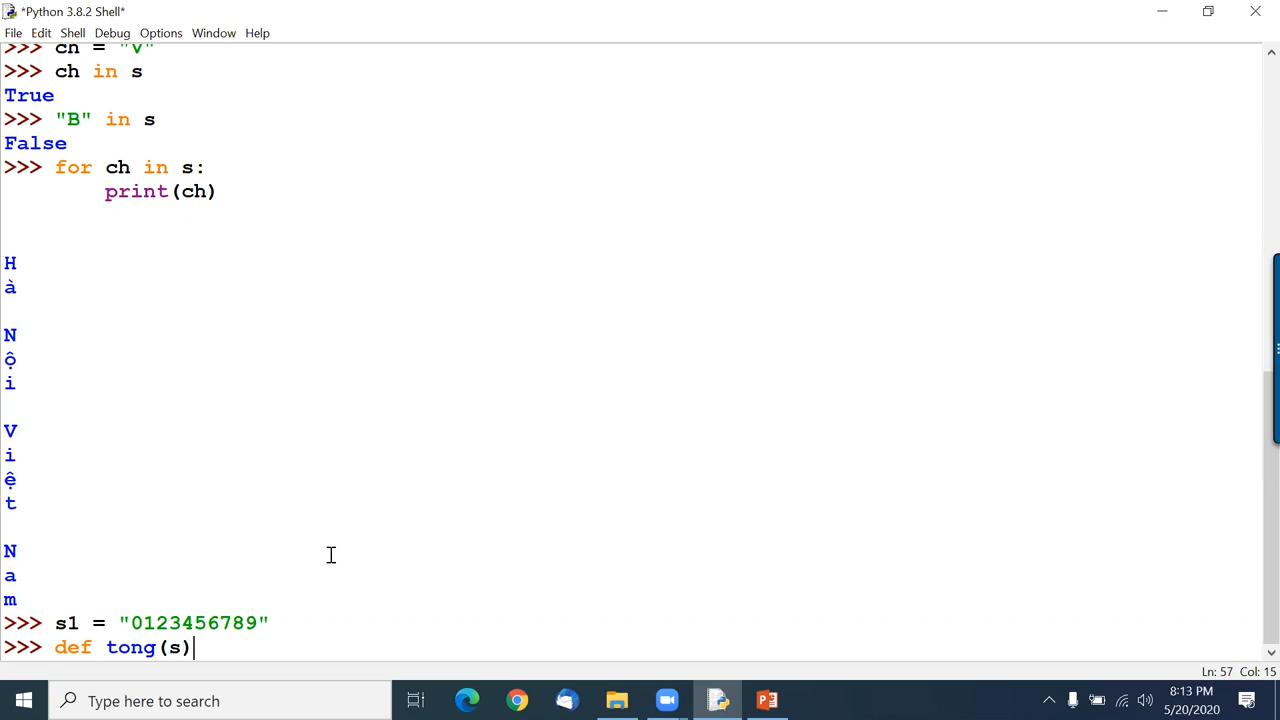 *Python 3.8.2 Shell*
File Edit Shell Debug Options Window Help
>>> ch = "V"
>>> ch in s
True
>>> "B" in s
False
>>> for ch in s:
print(ch)
H
à
N
ộ
i
V
i
ệ
t
N
a
m
>>> s1 = "0123456789"
>>> def tong(s)
Ln: 57 Col: 15
Type here to search
8:13 PM
5/20/2020